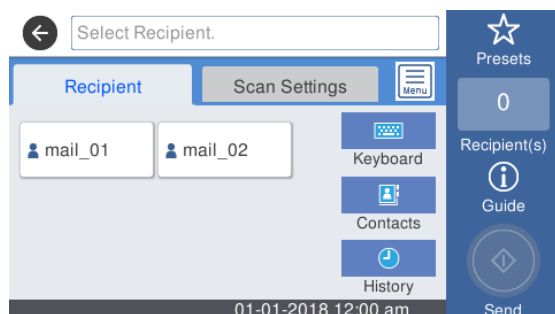 Select Recipient.
Presets
Recipient
Scan Settings
Menu
0
Recipient(s)
mail_01
mail_02
Keyboard
Guide
Contacts
History
01-01-2018 12:00 am
Send